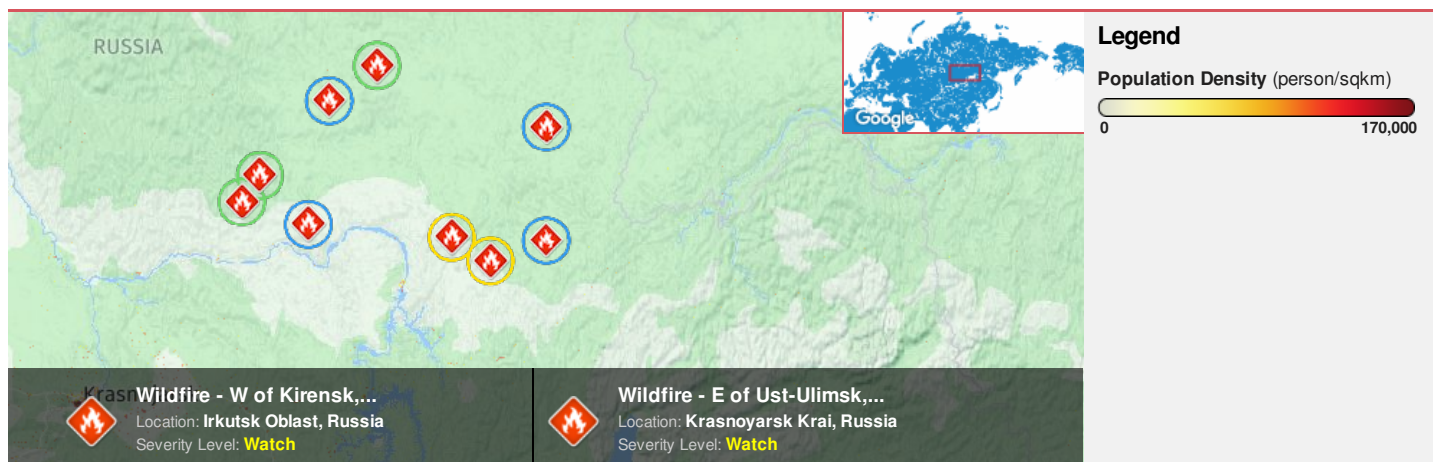 RUSSIA
Google
Legend
Population Density (person/sqkm)
0
170,000
Wildfire - W of Kirensk,...
Location: Irkutsk Oblast, Russia
Severity Level: Watch
Wildfire - E of Ust-Ulimsk,...
Location: Krasnoyarsk Krai, Russia
Severity Level: Watch